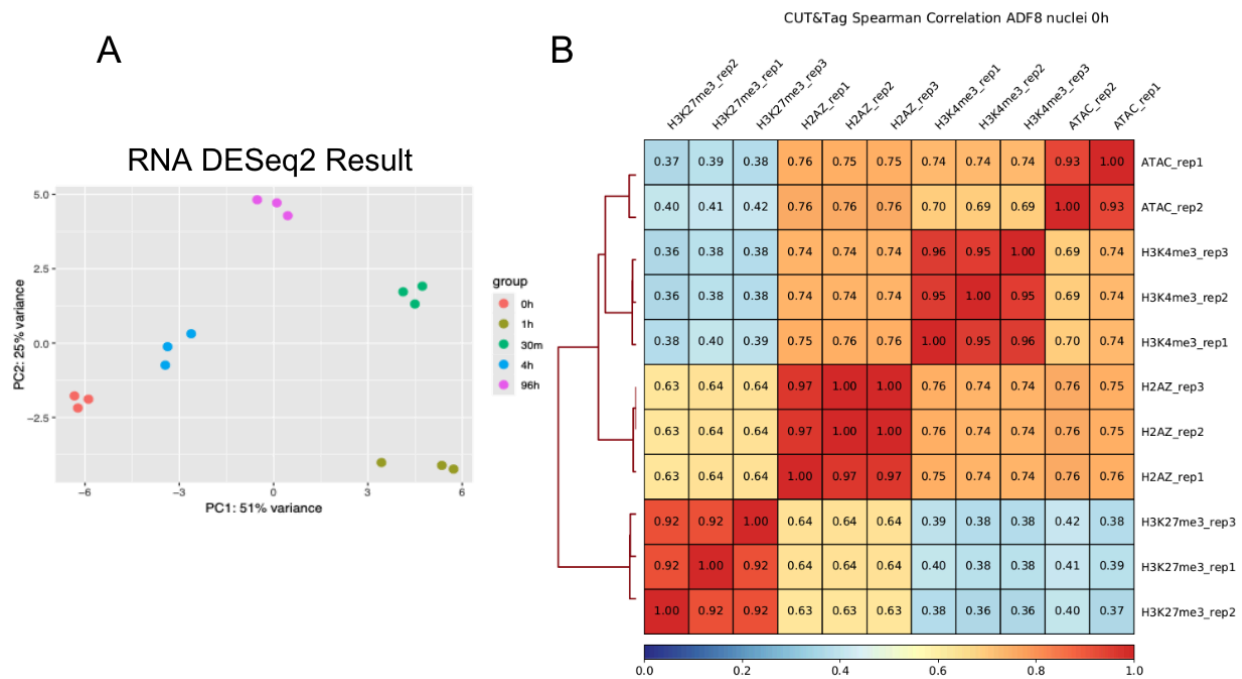 A
RNA DESeq2 Result
5.0
2.5
0.0
−2.5
−6
−3
0
3
6
PC1: 51% variance
PC2: 25% variance
group
0h
1h
30m
4h
96h
B
CUT&Tag Spearman Correlation ADF8 nuclei 0h
H3K27me3_rep2
H3K27me3_rep1
H3K27me3_rep3
H2AZ_rep1
H2AZ_rep2
H2AZ_rep3
H3K4me3_rep1
H3K4me3_rep2
H3K4me3_rep3
ATAC_rep2
ATAC_rep1
0.37 0.39 0.38 0.76 0.75 0.75 0.74 0.74 0.74 0.93 1.00 ATAC_rep1
0.40 0.41 0.42 0.76 0.76 0.76 0.70 0.69 0.69 1.00 0.93 ATAC_rep2
0.36 0.38 0.38 0.74 0.74 0.74 0.96 0.95 1.00 0.69 0.74 H3K4me3_rep3
0.36 0.38 0.38 0.74 0.74 0.74 0.95 1.00 0.95 0.69 0.74 H3K4me3_rep2
0.38 0.40 0.39 0.75 0.76 0.76 1.00 0.95 0.96 0.70 0.74 H3K4me3_rep1
0.63 0.64 0.64 0.97 1.00 1.00 0.76 0.74 0.74 0.76 0.75 H2AZ_rep3
0.63 0.64 0.64 0.97 1.00 1.00 0.76 0.74 0.74 0.76 0.75 H2AZ_rep2
0.63 0.64 0.64 1.00 0.97 0.97 0.75 0.74 0.74 0.76 0.76 H2AZ_rep1
0.92 0.92 1.00 0.64 0.64 0.64 0.39 0.38 0.38 0.42 0.38 H3K27me3_rep3
0.92 1.00 0.92 0.64 0.64 0.64 0.40 0.38 0.38 0.41 0.39 H3K27me3_rep1
1.00 0.92 0.92 0.63 0.63 0.63 0.38 0.36 0.36 0.40 0.37 H3K27me3_rep2
0.0 0.2 0.4 0.6 0.8 1.0